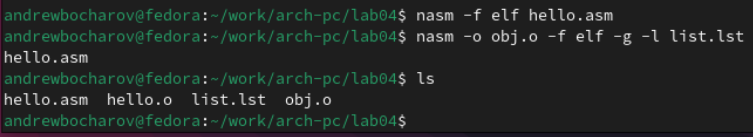 andrewbocharov@fedora:~/work/arch-pc/lab04$ nasm -f elf hello.asm
andrewbocharov@fedora:~/work/arch-pc/lab04$ nasm -o obj.o -f elf -g -l list.lst
hello.asm
andrewbocharov@fedora:~/work/arch-pc/lab04$ ls
hello.asm  hello.o  list.lst  obj.o
andrewbocharov@fedora:~/work/arch-pc/lab04$